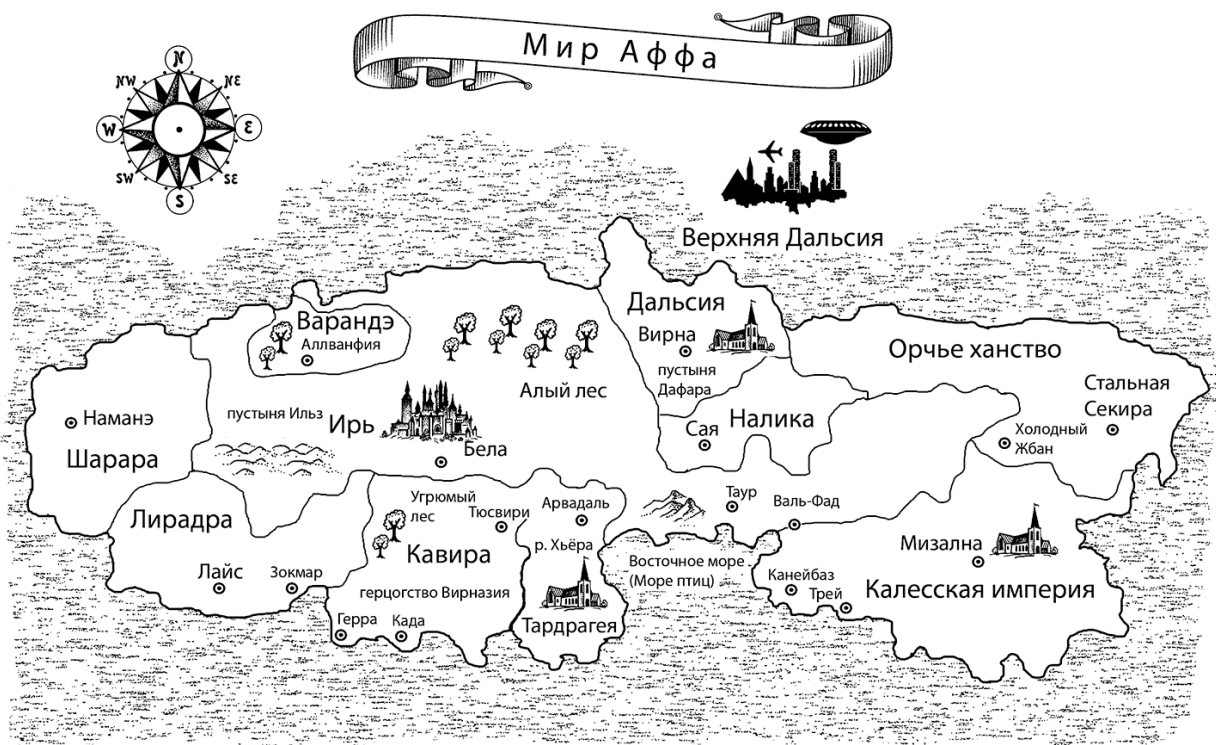 Мир Аффа
N
NW
NE
W
E
SW
SE
S
Верхняя Дальсия
Варандэ
Аллванфия
Дальсия
Вирна
пустыня
Дафара
Орчье ханство
Стальная
Секира
Холодный
Жбан
Алый лес
Наманэ
Шарара
пустыня Ильз
Ирь
Бела
Налика
Сая
Лирадра
Лайс
Зокмар
Угрюмый
лес
Тюсвири
Кавира
герцогство Вирназия
Герра
Када
Арвадаль
р. Хьёра
Тардрагея
Таур
Валь-Фад
Восточное море
(Море птиц)
Мизална
Канейбаз
Трей
Калесская империя